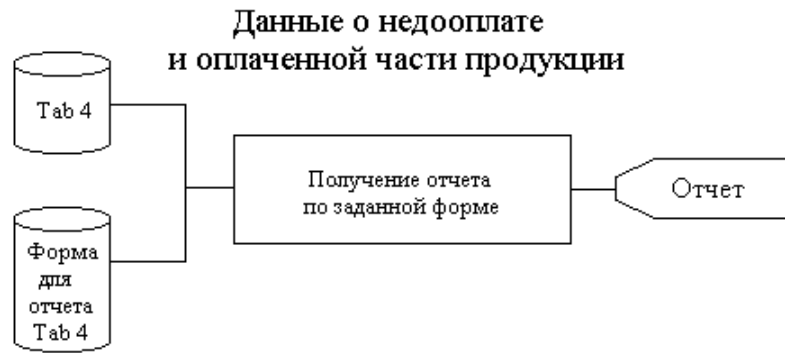 Данные о недооплате
и оплаченной части продукции
Tab 4
Получение отчета
по заданной форме
Отчет
Форма
для
отчета
Tab 4